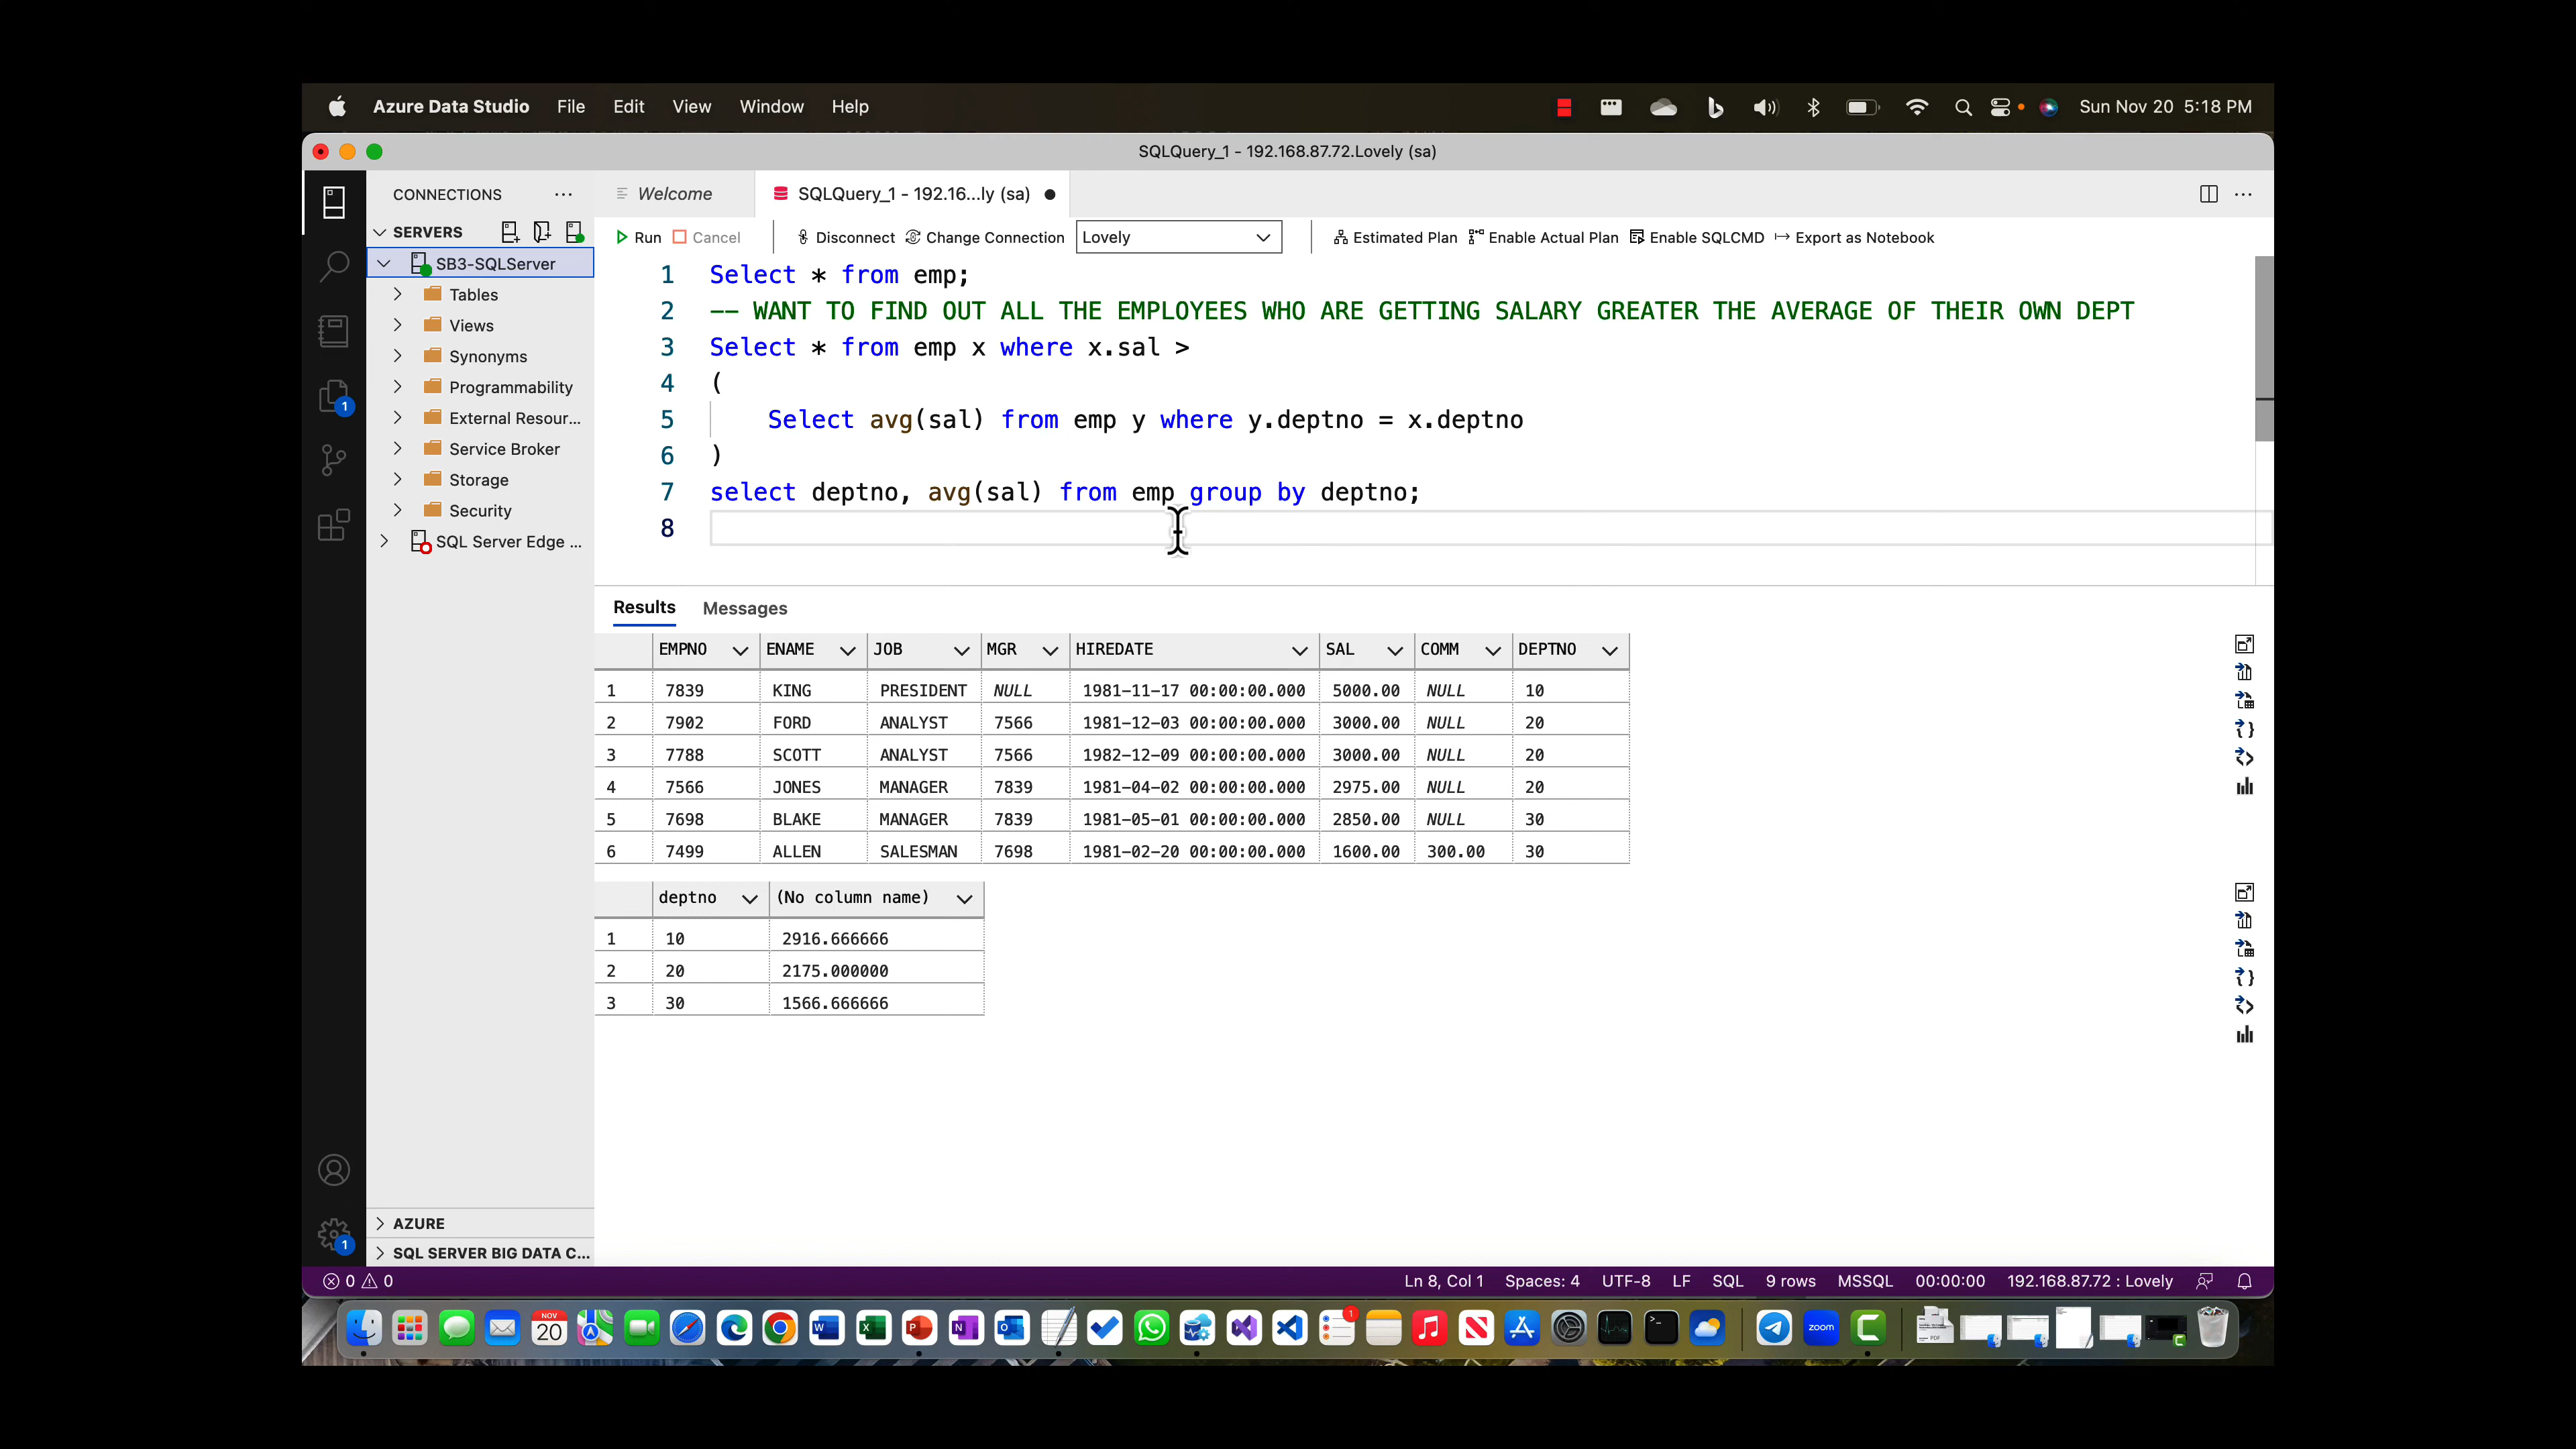 Azure Data Studio File Edit View Window Help Sun Nov 20 5:18 PM
SQLQuery_1 - 192.168.87.72.Lovely (sa)
CONNECTIONS
Welcome
SQLQuery_1 - 192.16...ly (sa)
SERVERS
Run Cancel Disconnect Change Connection Lovely Estimated Plan Enable Actual Plan Enable SQLCMD Export as Notebook
SB3-SQLServer
Tables
Views
Synonyms
Programmability
External Resour...
Service Broker
Storage
Security
SQL Server Edge ...
1 Select * from emp;
2 -- WANT TO FIND OUT ALL THE EMPLOYEES WHO ARE GETTING SALARY GREATER THE AVERAGE OF THEIR OWN DEPT
3 Select * from emp x where x.sal >
4 (
5 Select avg(sal) from emp y where y.deptno = x.deptno
6 )
7 select deptno, avg(sal) from emp group by deptno;
8
1
Results Messages
EMPNO ENAME JOB MGR HIREDATE SAL COMM DEPTNO
1 7839 KING PRESIDENT NULL 1981-11-17 00:00:00.000 5000.00 NULL 10
2 7902 FORD ANALYST 7566 1981-12-03 00:00:00.000 3000.00 NULL 20
3 7788 SCOTT ANALYST 7566 1982-12-09 00:00:00.000 3000.00 NULL 20
4 7566 JONES MANAGER 7839 1981-04-02 00:00:00.000 2975.00 NULL 20
5 7698 BLAKE MANAGER 7839 1981-05-01 00:00:00.000 2850.00 NULL 30
6 7499 ALLEN SALESMAN 7698 1981-02-20 00:00:00.000 1600.00 300.00 30
deptno (No column name)
1 10 2916.666666
2 20 2175.000000
3 30 1566.666666
AZURE
1
SQL SERVER BIG DATA C...
0 0 Ln 8, Col 1 Spaces: 4 UTF-8 LF SQL 9 rows MSSQL 00:00:00 192.168.87.72 : Lovely
NOV
20
1
zoom
PDF